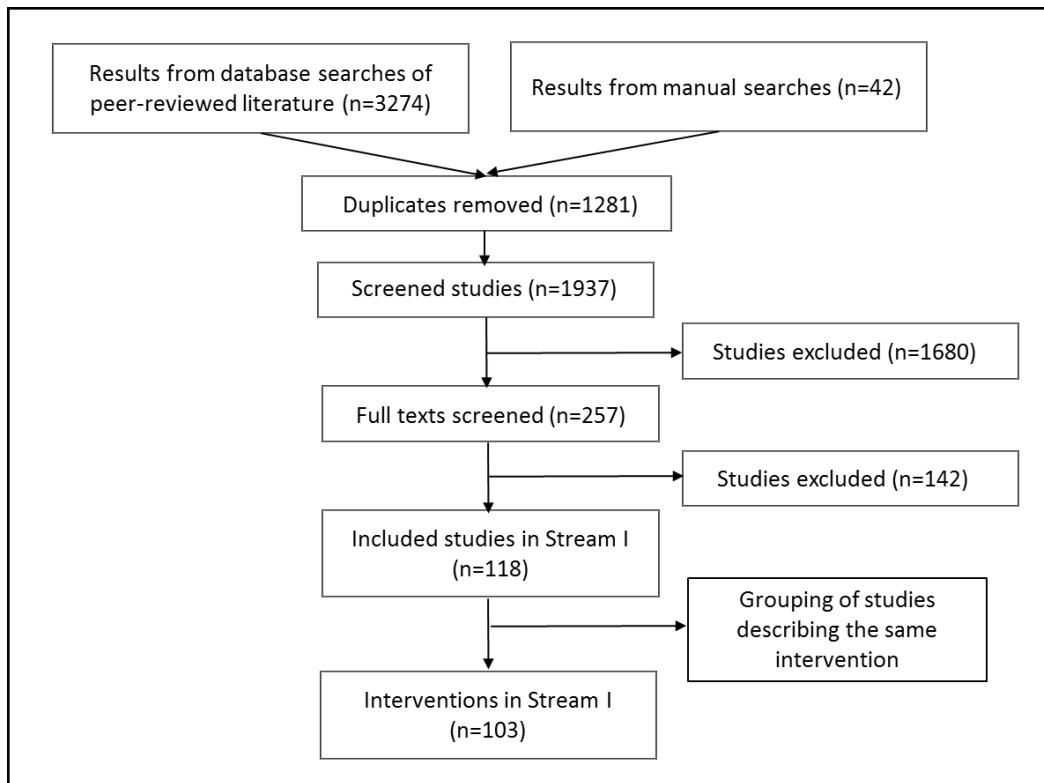 Results from database searches of
peer-reviewed literature (n=3274)
Results from manual searches (n=42)
Duplicates removed (n=1281)
Screened studies (n=1937)
Studies excluded (n=1680)
Full texts screened (n=257)
Studies excluded (n=142)
Included studies in Stream I
(n=118)
Grouping of studies
describing the same
intervention
Interventions in Stream I
(n=103)